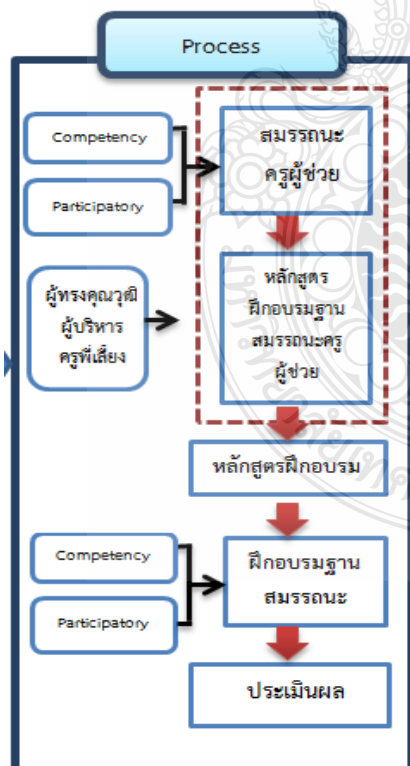 Process
Competency
Participatory
สมรรถนะ
ครูผู้ช่วย
ผู้ทรงคุณวุฒิ
ผู้บริหาร
ครูพี่เลี้ยง
หลักสูตร
ฝึกอบรมฐาน
สมรรถนะครู
ผู้ช่วย
หลักสูตรฝึกอบรม
Competency
Participatory
ฝึกอบรมฐาน
สมรรถนะ
ประเมินผล